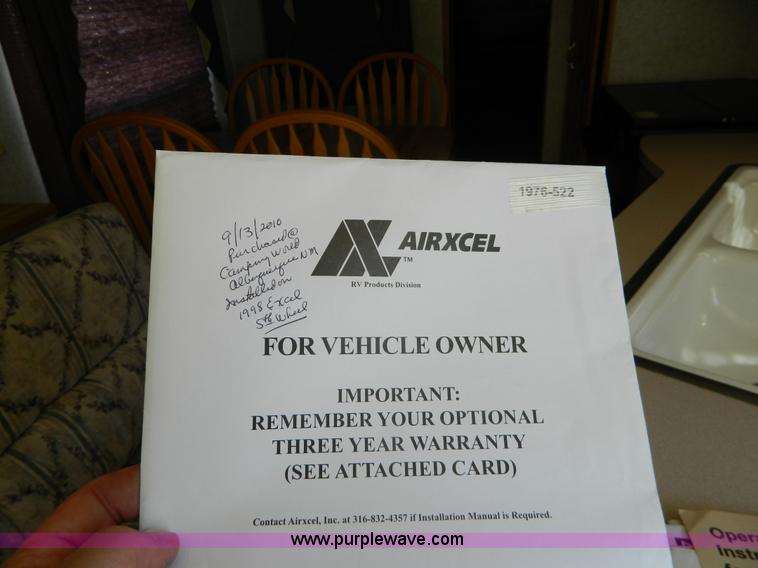 1976-522
9/13/2010
Purchased @
Camping World
Albuquerque NM
Installed on
1998 Excel
5th Wheel
AIRXCEL
TM
RV Products Division
FOR VEHICLE OWNER
IMPORTANT:
REMEMBER YOUR OPTIONAL
THREE YEAR WARRANTY
(SEE ATTACHED CARD)
Contact Airxcel, Inc. at 316-832-4357 if Installation Manual is Required.
www.purplewave.com